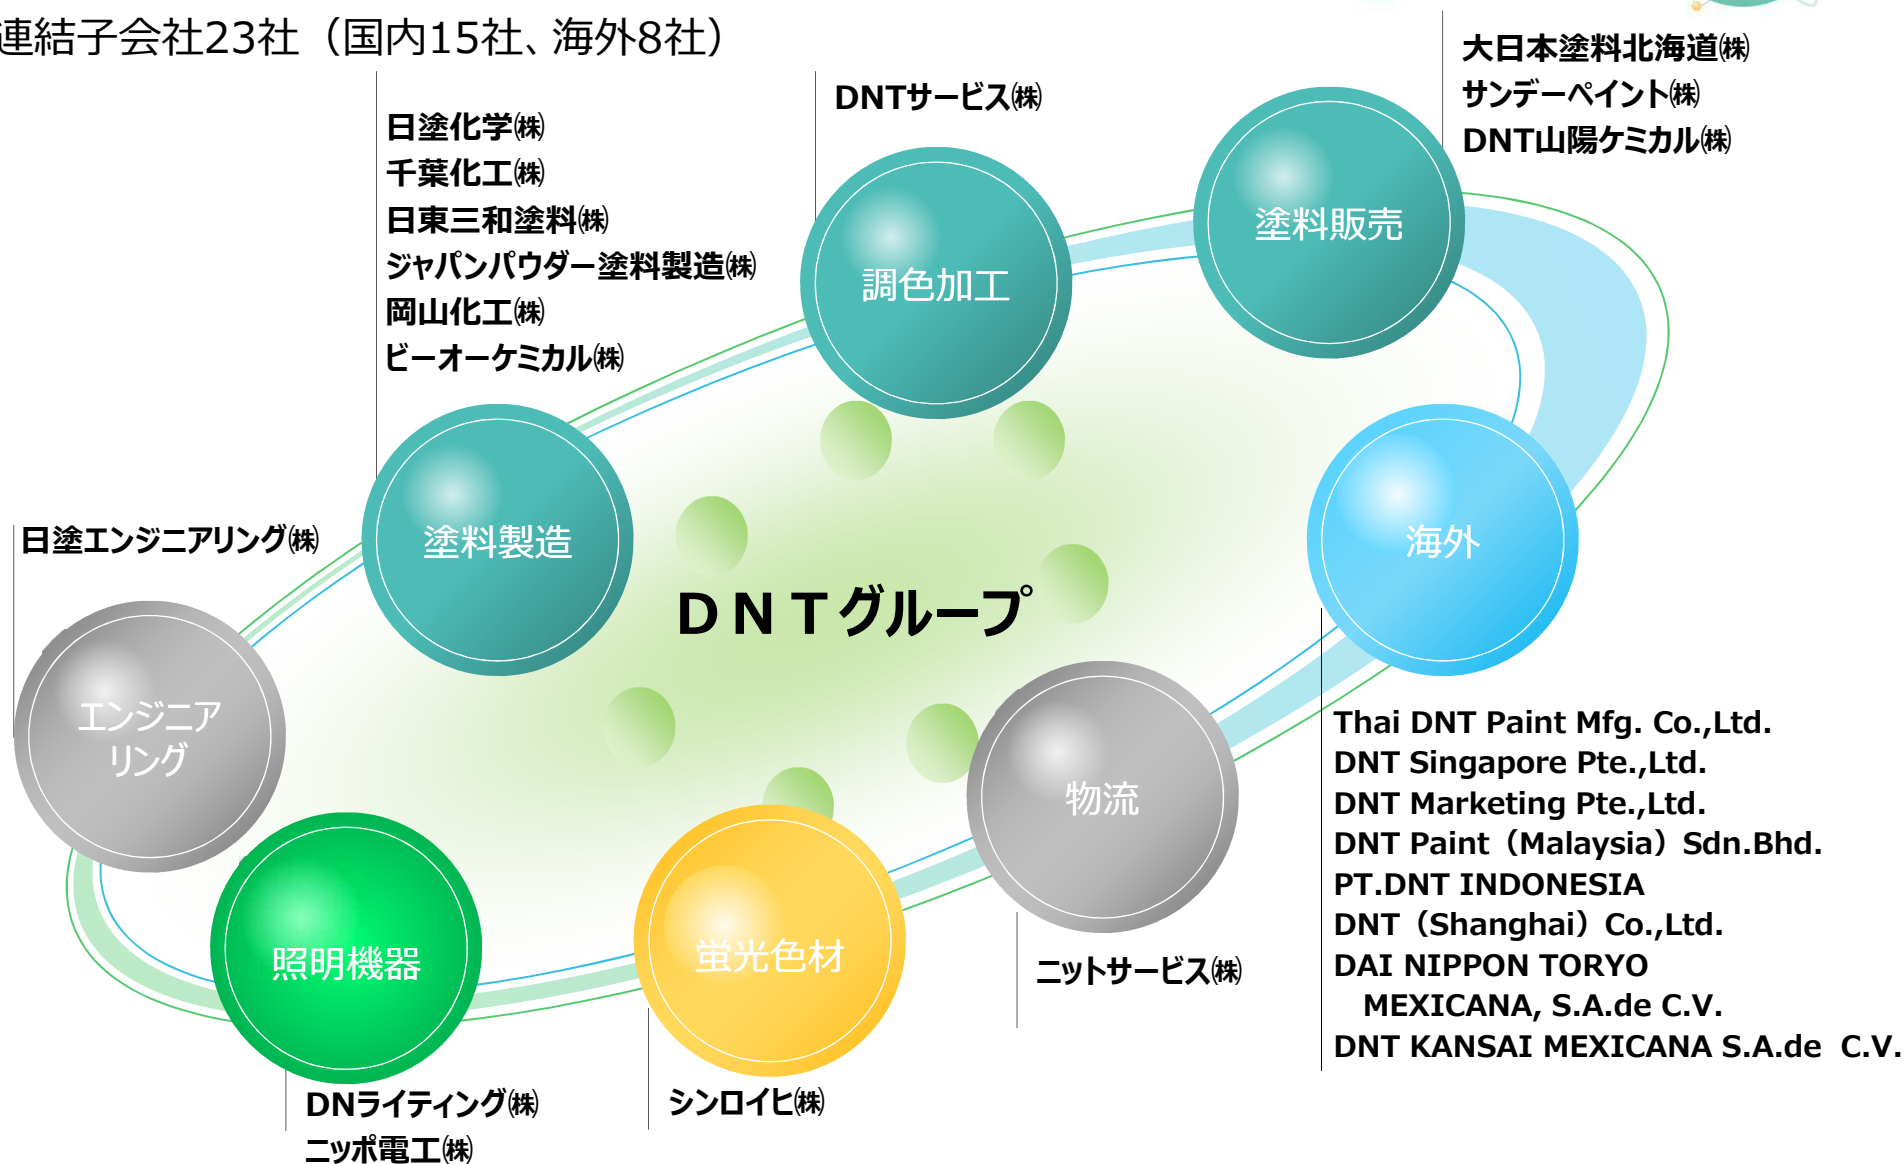 連結子会社23社（国内15社、海外8社）
大日本塗料北海道㈱
サンデーペイント㈱
DNT山陽ケミカル㈱
DNTサービス㈱
日塗化学㈱
千葉化工㈱
日東三和塗料㈱
ジャパンパウダー塗料製造㈱
岡山化工㈱
ビーオーケミカル㈱
塗料販売
調色加工
塗料製造
海外
日塗エンジニアリング㈱
DNTグループ
エンジニア
リング
物流
照明機器
蛍光色材
Thai DNT Paint Mfg. Co.,Ltd.
DNT Singapore Pte.,Ltd.
DNT Marketing Pte.,Ltd.
DNT Paint（Malaysia）Sdn.Bhd.
PT.DNT INDONESIA
DNT（Shanghai）Co.,Ltd.
DAI NIPPON TORYO
MEXICANA, S.A.de C.V.
DNT KANSAI MEXICANA S.A.de C.V.
ニットサービス㈱
シンロイヒ㈱
DNライティング㈱
ニッポ電工㈱